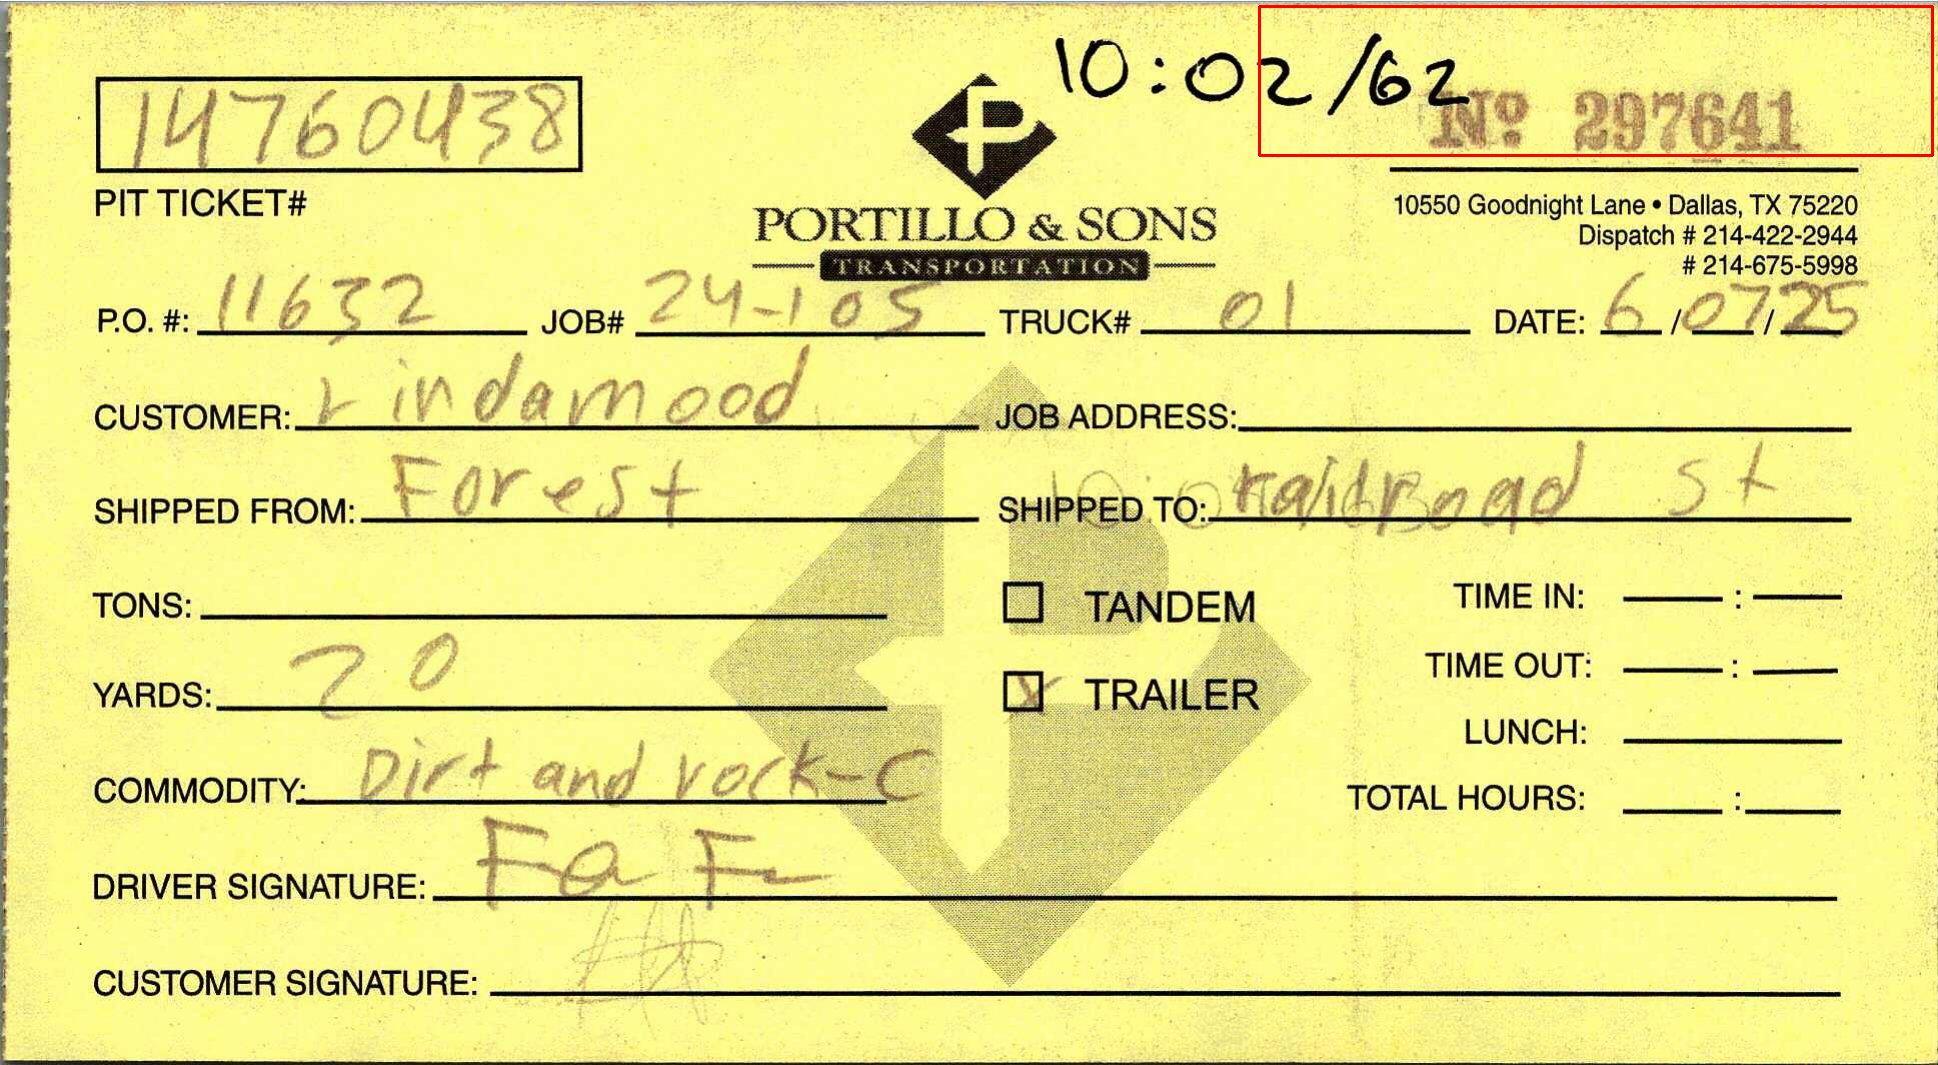 10:02/62
Nº 297641
14760438
PIT TICKET#
PORTILLO & SONS
TRANSPORTATION
10550 Goodnight Lane • Dallas, TX 75220
Dispatch # 214-422-2944
# 214-675-5998
P.O. #: 11632 JOB# 24-105 TRUCK# 01 DATE: 6/07/25
CUSTOMER: Lindamood JOB ADDRESS:
SHIPPED FROM: Forest SHIPPED TO: Railroad St
TONS: TANDEM TIME IN: :
YARDS: 20 X TRAILER TIME OUT: :
LUNCH:
COMMODITY: Dirt and rock-C TOTAL HOURS: :
DRIVER SIGNATURE:
CUSTOMER SIGNATURE: